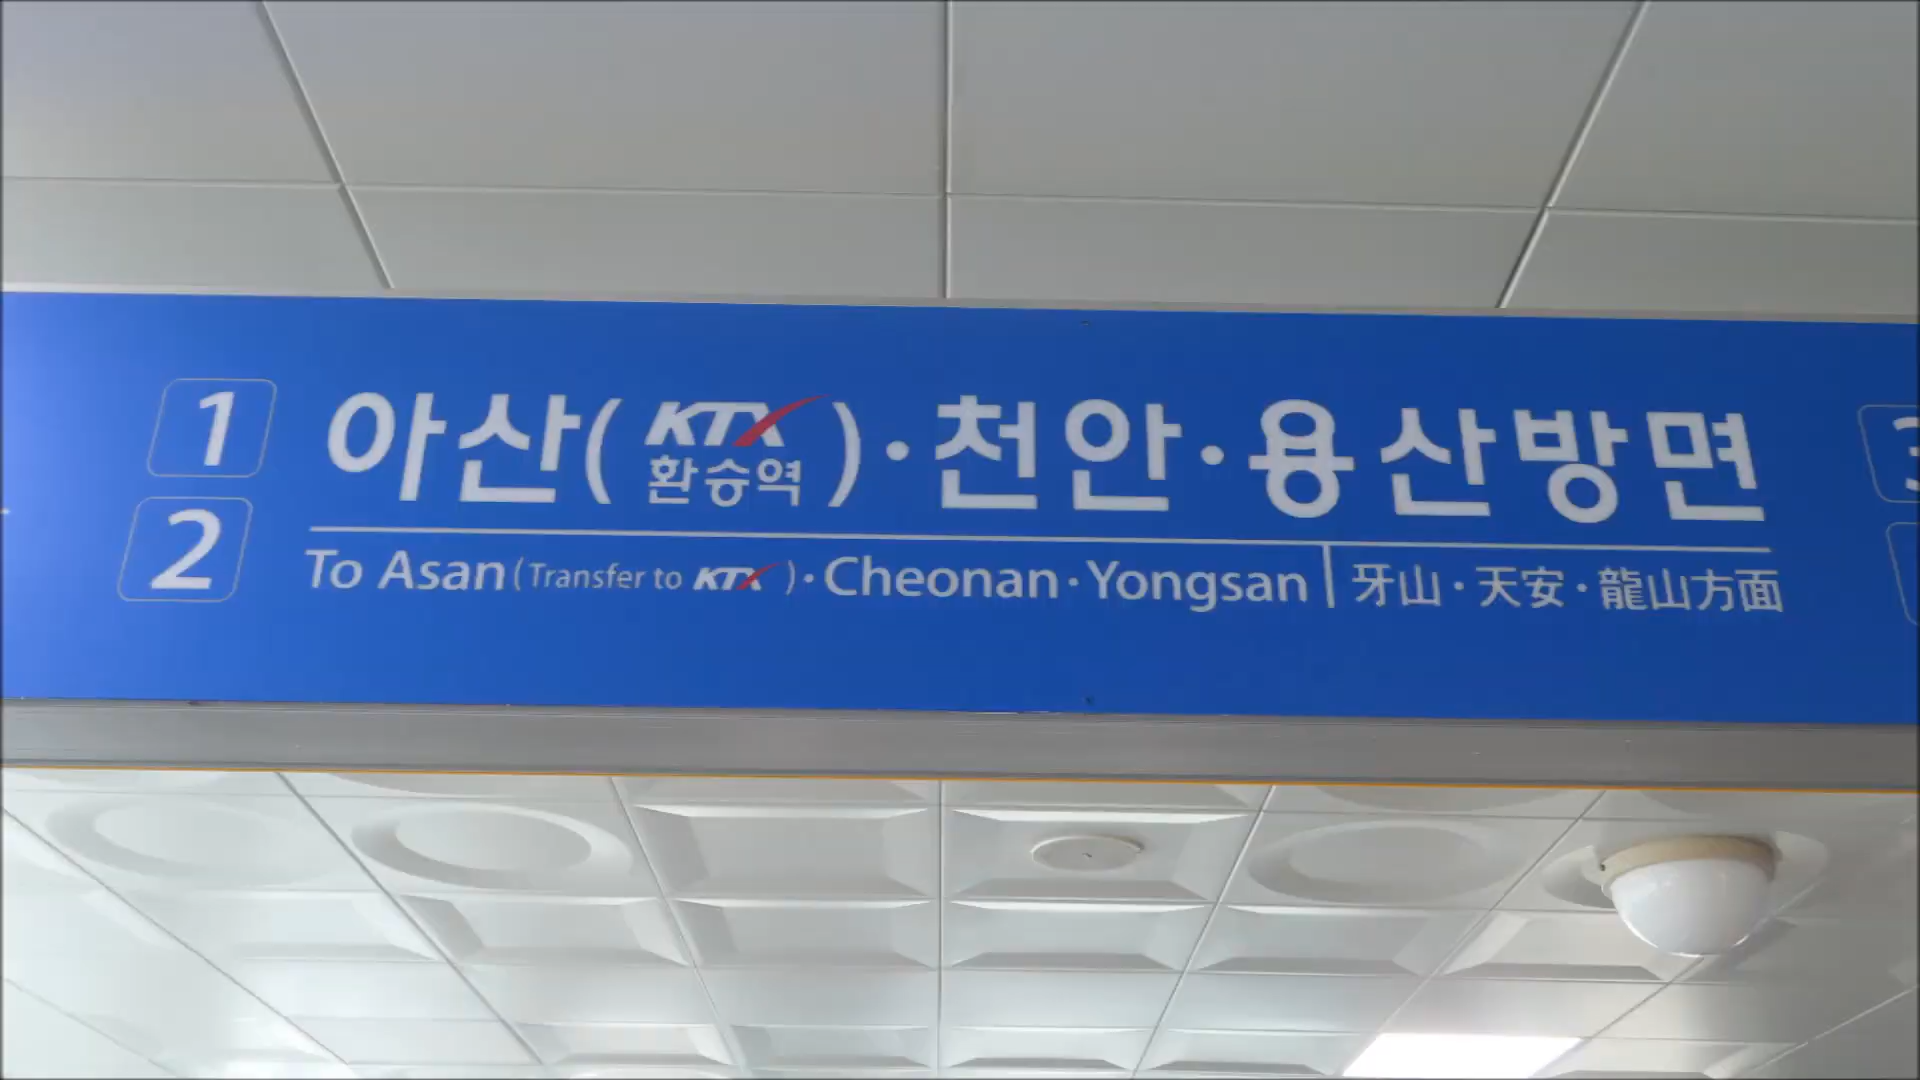 1
2
아산(KTX 환승역)·천안·용산방면
To Asan(Transfer to KTX)·Cheonan·Yongsan
牙山·天安·龍山方面
3